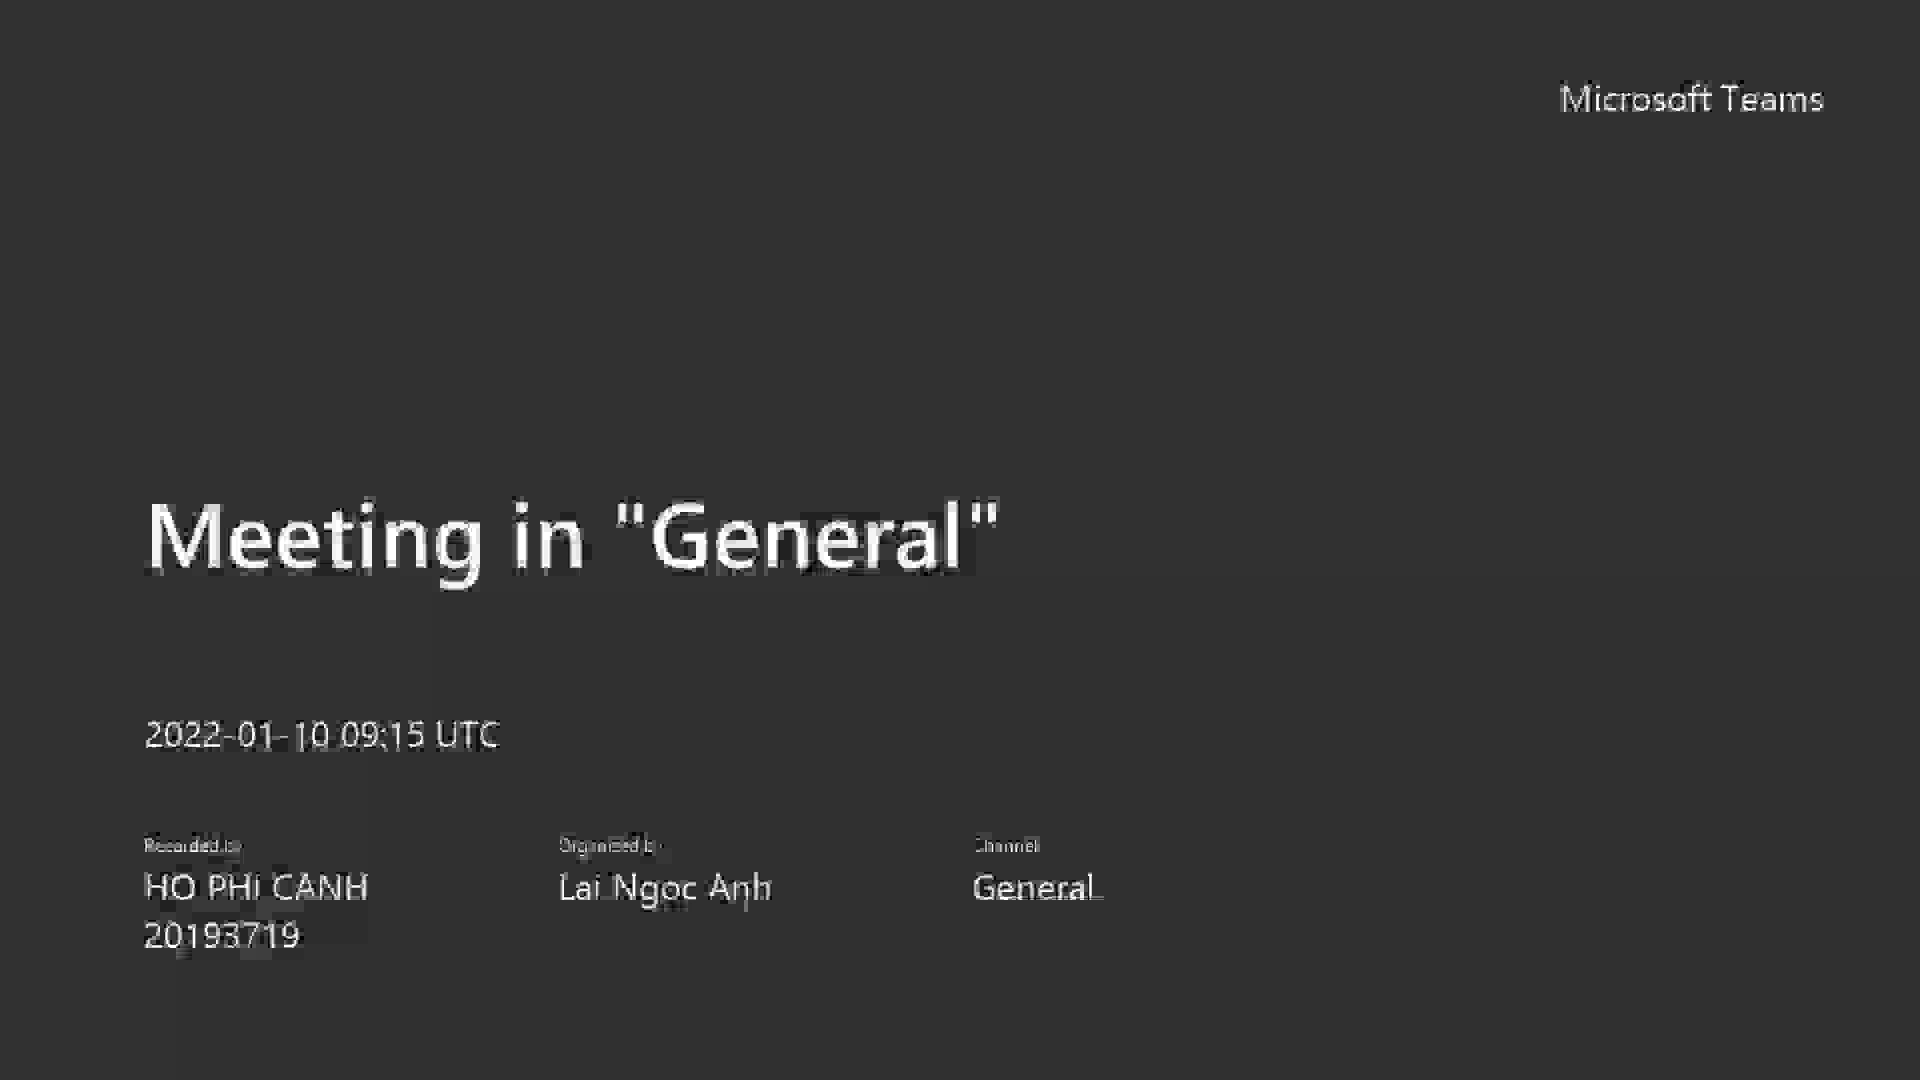 Microsoft Teams
Meeting in "General"
2022-01-10 09:15 UTC
Recorded by
Organized by
Channel
HO PHI CANH
Lai Ngoc Anh
General
20193719